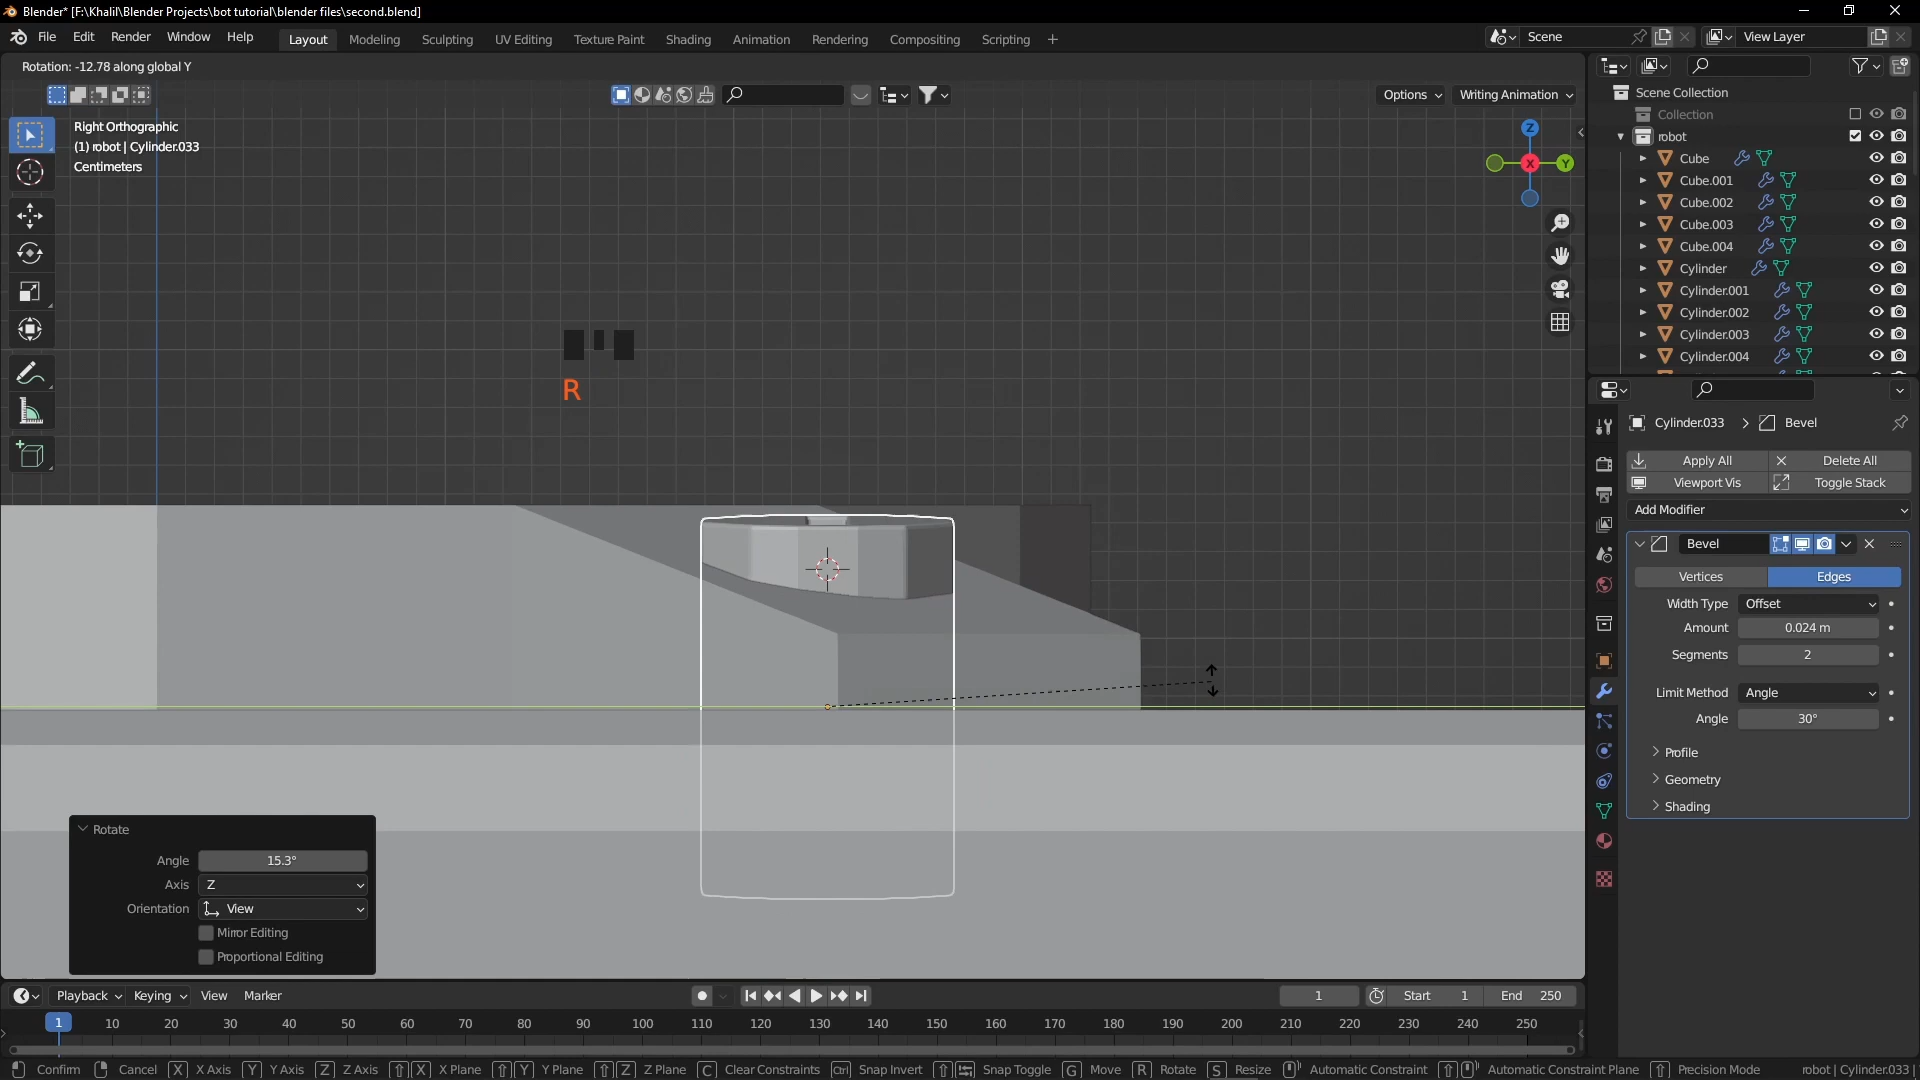 Blender* [F:\Khalil\Blender Projects\bot tutorial\blender files\second.blend]
File Edit Render Window Help Layout Modeling Sculpting UV Editing Texture Paint Shading Animation Rendering Compositing Scripting + Scene View Layer
Rotation: -12.78 along global Y
Options Writing Animation
Right Orthographic
(1) robot | Cylinder.033
Centimeters
Z
X
Y
R
Scene Collection
Collection
robot
Cube
Cube.001
Cube.002
Cube.003
Cube.004
Cylinder
Cylinder.001
Cylinder.002
Cylinder.003
Cylinder.004
Cylinder.033 > Bevel
Apply All Delete All
Viewport Vis Toggle Stack
Add Modifier
Bevel
Vertices Edges
Width Type Offset
Amount 0.024 m
Segments 2
Limit Method Angle
Angle 30°
Profile
Geometry
Shading
Rotate
Angle 15.3°
Axis Z
Orientation View
Mirror Editing
Proportional Editing
Playback Keying View Marker 1 Start 1 End 250
1 10 20 30 40 50 60 70 80 90 100 110 120 130 140 150 160 170 180 190 200 210 220 230 240 250
Confirm Cancel X X Axis Y Y Axis Z Z Axis X X Plane Y Y Plane Z Z Plane C Clear Constraints Ctrl Snap Invert Snap Toggle G Move R Rotate S Resize Automatic Constraint Automatic Constraint Plane Precision Mode robot | Cylinder.033 |